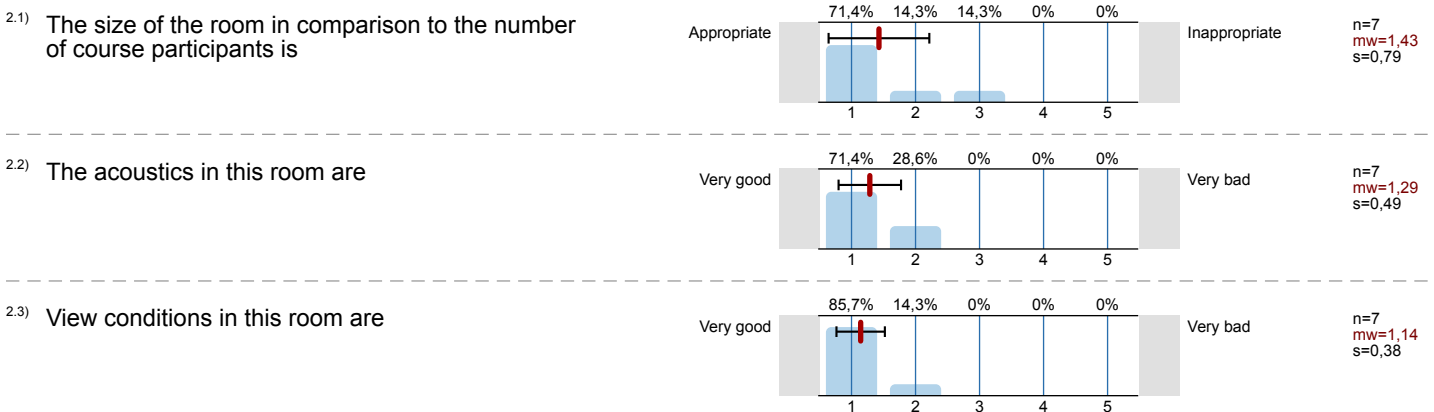 2.1) The size of the room in comparison to the number
of course participants is
71,4% 14,3% 14,3% 0% 0%
Appropriate
Inappropriate
n=7
mw=1,43
s=0,79
1 2 3 4 5
2.2) The acoustics in this room are
71,4% 28,6% 0% 0% 0%
Very good
Very bad
n=7
mw=1,29
s=0,49
1 2 3 4 5
2.3) View conditions in this room are
85,7% 14,3% 0% 0% 0%
Very good
Very bad
n=7
mw=1,14
s=0,38
1 2 3 4 5